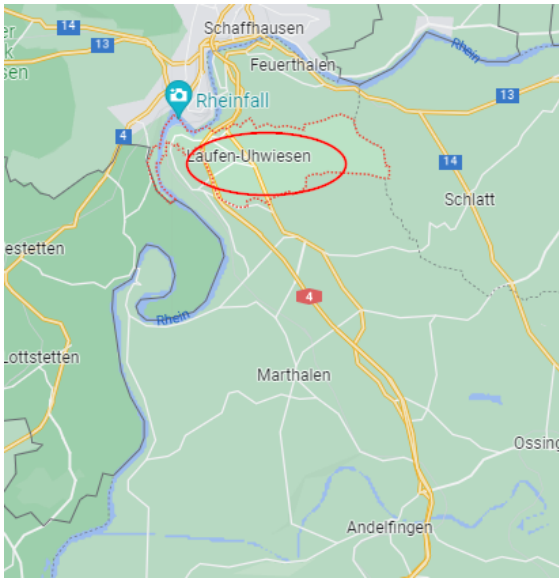 14
Schaffhausen
13
Feuerthalen
Rhein
Rheinfall
13
4
Laufen-Uhwiesen
14
Schlatt
estetten
4
Rhein
Lottstetten
Marthalen
Ossing
Andelfingen